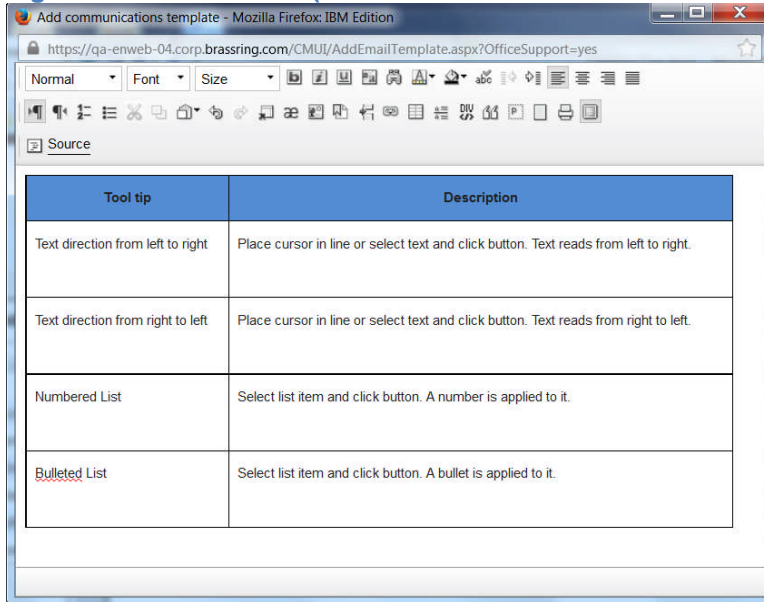 Add communications template - Mozilla Firefox: IBM Edition
https://qa-enweb-04.corp.brassring.com/CMUI/AddEmailTemplate.aspx?OfficeSupport=yes
Normal Font Size
Source
Tool tip Description
Text direction from left to right Place cursor in line or select text and click button. Text reads from left to right.
Text direction from right to left Place cursor in line or select text and click button. Text reads from right to left.
Numbered List Select list item and click button. A number is applied to it.
Bulleted List Select list item and click button. A bullet is applied to it.